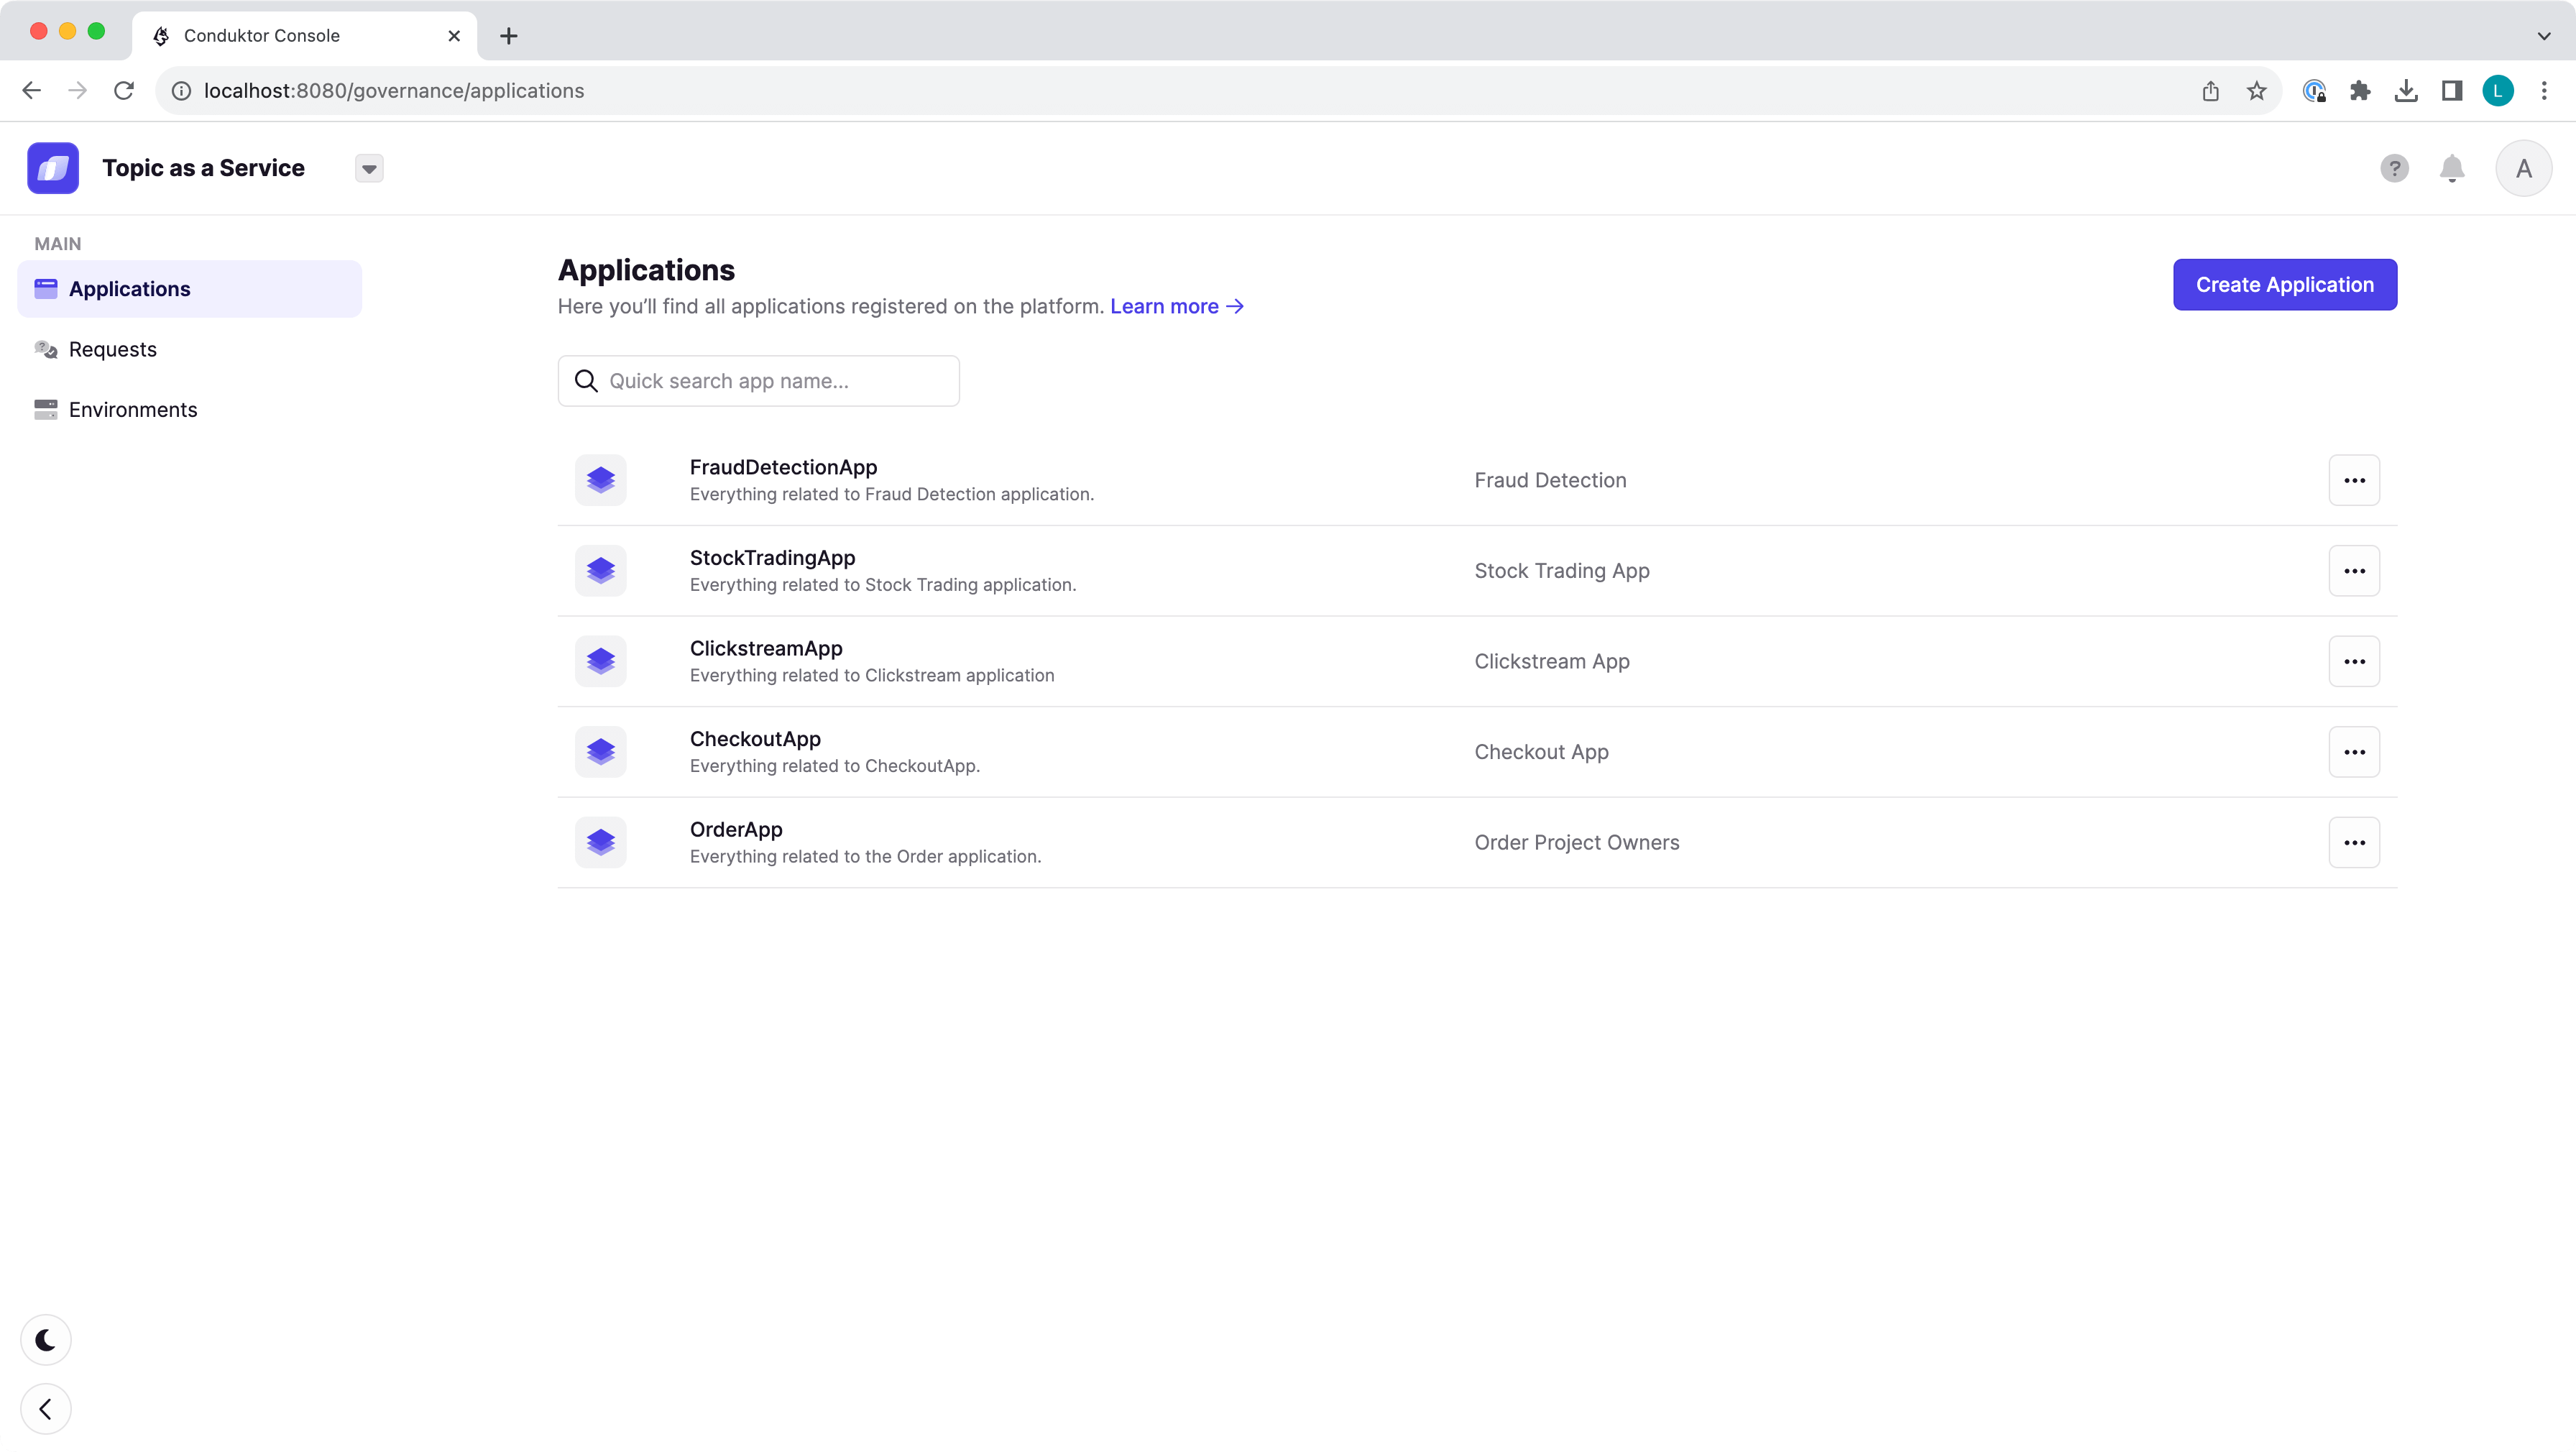 Conduktor Console
localhost:8080/governance/applications
L
Topic as a Service
?
A
MAIN
Applications
Requests
Environments
Applications
Here you’ll find all applications registered on the platform. Learn more →
Create Application
Quick search app name...
FraudDetectionApp
Everything related to Fraud Detection application.
Fraud Detection
StockTradingApp
Everything related to Stock Trading application.
Stock Trading App
ClickstreamApp
Everything related to Clickstream application
Clickstream App
CheckoutApp
Everything related to CheckoutApp.
Checkout App
OrderApp
Everything related to the Order application.
Order Project Owners